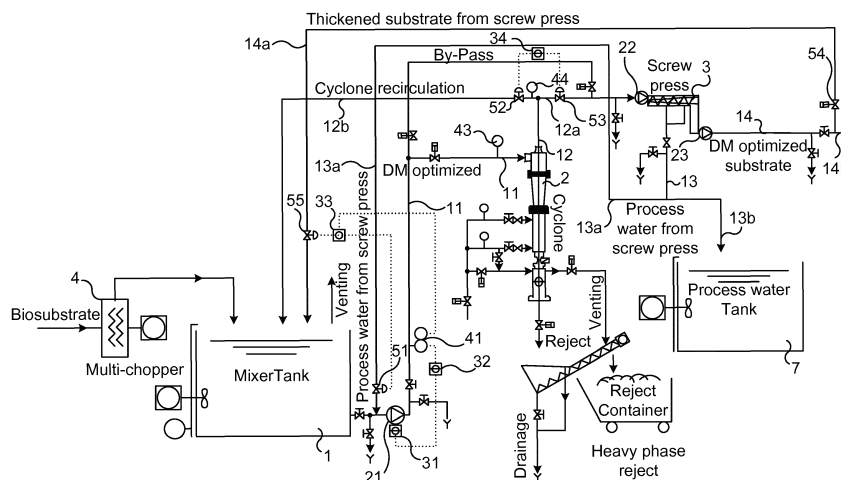 Thickened substrate from screw press
14a
34
By-Pass
54
22
Screw
press
3
44
Cyclone recirculation
52
12b
12a
53
43
14
13a
12
23
DM optimized
substrate
DM optimized
11
2
13
55
33
11
Cyclone
13a
Process
water from
screw press
13b
4
Venting
Process water from screw press
Venting
Process water
Tank
Biosubstrate
41
Reject
Multi-chopper
MixerTank
51
32
7
Reject
Container
1
21
31
Drainage
Heavy phase
reject